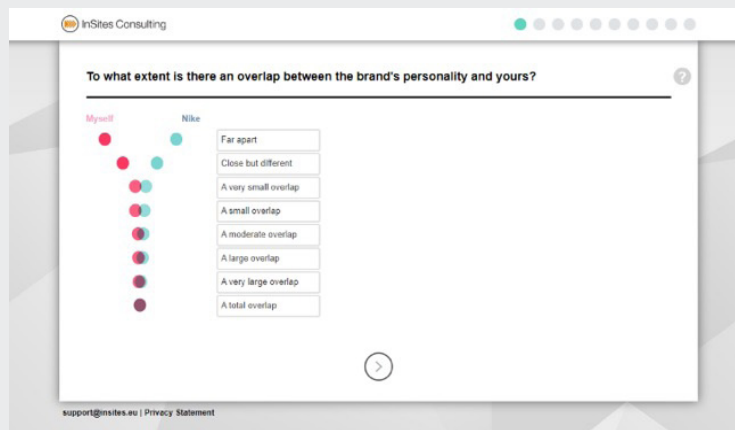 InSites Consulting
To what extent is there an overlap between the brand's personality and yours?
?
Myself Nike
Far apart
Close but different
A very small overlap
A small overlap
A moderate overlap
A large overlap
A very large overlap
A total overlap
support@insites.eu | Privacy Statement